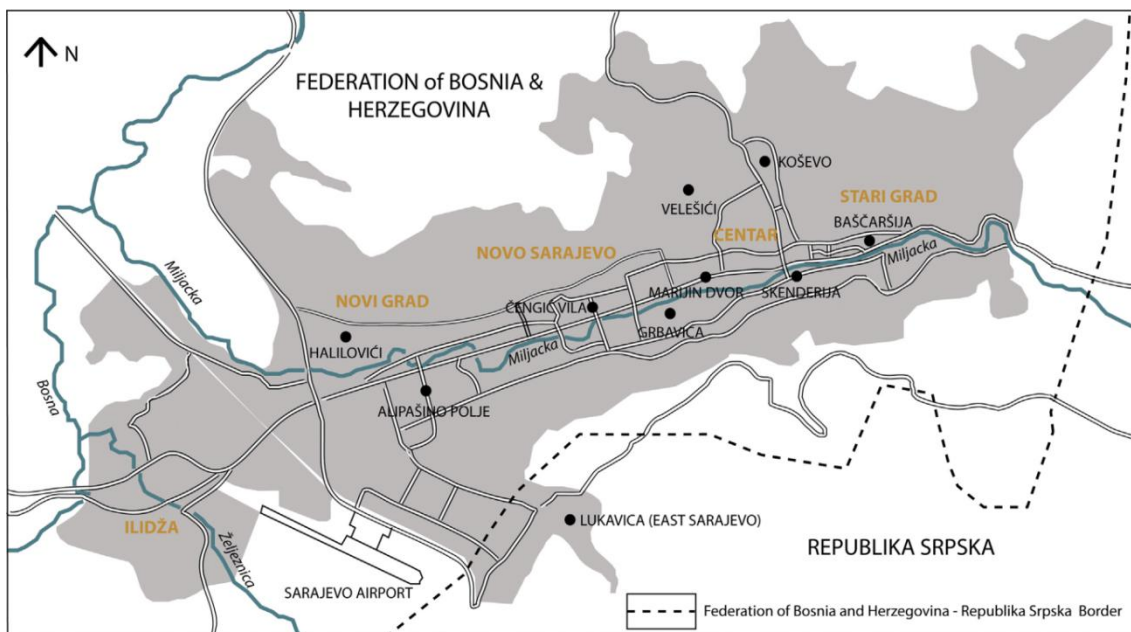 N
FEDERATION of BOSNIA &
HERZEGOVINA
KOŠEVO
VELEŠIĆI
STARI GRAD
BAŠČARŠIJA
CENTAR
NOVO SARAJEVO
Miljacka
Miljacka
MARIJIN DVOR
SKENDERIJA
NOVI GRAD
ČENGIĆ VILA
GRBAVICA
HALILOVIĆI
Miljacka
Bosna
ALIPAŠINO POLJE
LUKAVICA (EAST SARAJEVO)
ILIDŽA
REPUBLIKA SRPSKA
Željeznica
SARAJEVO AIRPORT
Federation of Bosnia and Herzegovina - Republika Srpska Border